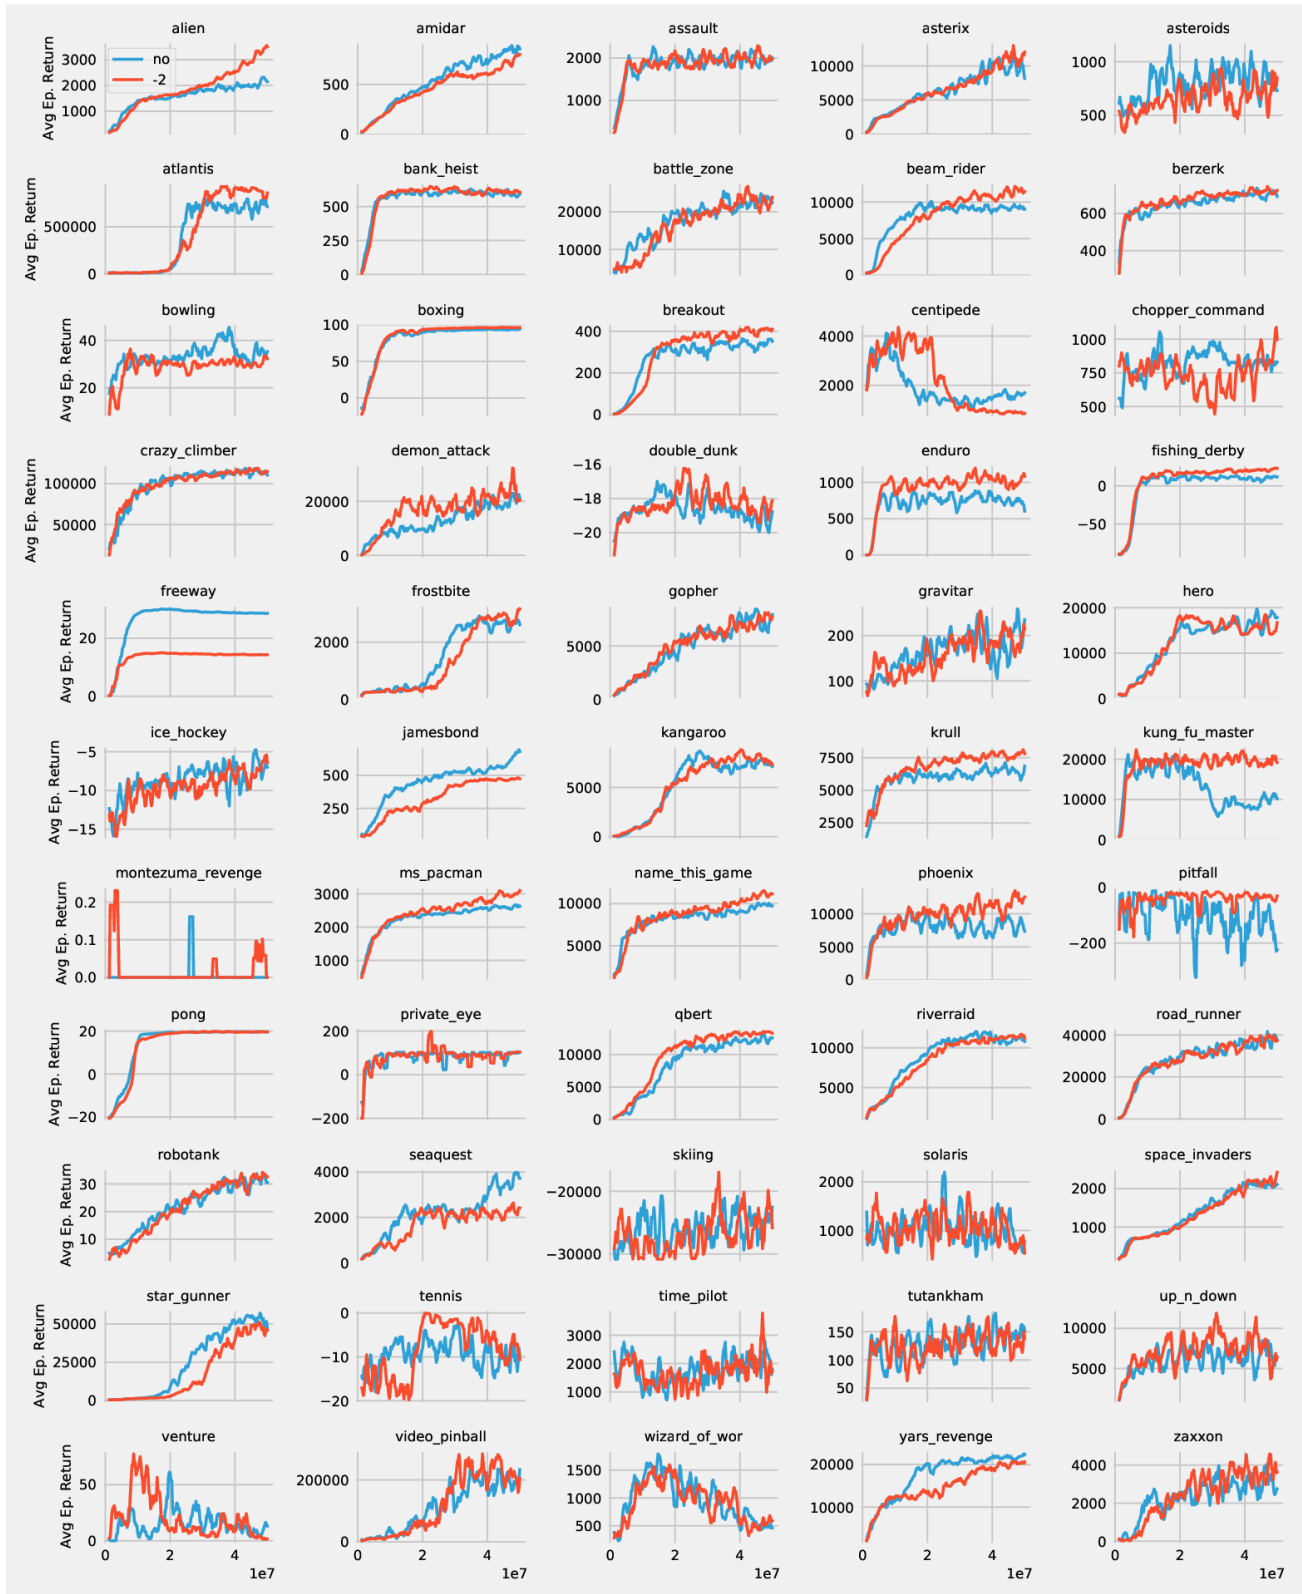 alien amidar assault asterix asteroids
Avg Ep. Return 3000 2000 1000 no -2 500 0 2000 1000 10000 5000 0 1000 500
atlantis bank_heist battle_zone beam_rider berzerk
Avg Ep. Return 500000 0 500 250 0 20000 10000 10000 5000 0 600 400
bowling boxing breakout centipede chopper_command
Avg Ep. Return 40 20 100 50 0 400 200 0 4000 2000 1000 750 500
crazy_climber demon_attack double_dunk enduro fishing_derby
Avg Ep. Return 100000 50000 20000 0 −16 −18 −20 1000 500 0 0 −50
freeway frostbite gopher gravitar hero
Avg Ep. Return 20 0 2000 0 5000 0 200 100 20000 10000 0
ice_hockey jamesbond kangaroo krull kung_fu_master
Avg Ep. Return −5 −10 −15 500 250 5000 0 7500 5000 2500 20000 10000 0
montezuma_revenge ms_pacman name_this_game phoenix pitfall
Avg Ep. Return 0.2 0.1 0.0 3000 2000 1000 10000 5000 10000 5000 0 0 −200
pong private_eye qbert riverraid road_runner
Avg Ep. Return 20 0 −20 200 0 −200 10000 5000 0 10000 5000 40000 20000 0
robotank seaquest skiing solaris space_invaders
Avg Ep. Return 30 20 10 4000 2000 0 −20000 −30000 2000 1000 2000 1000
star_gunner tennis time_pilot tutankham up_n_down
Avg Ep. Return 50000 25000 0 0 −10 −20 3000 2000 1000 150 100 50 10000 5000
venture video_pinball wizard_of_wor yars_revenge zaxxon
Avg Ep. Return 50 0 200000 0 1500 1000 500 20000 10000 4000 2000 0
0 2 4 0 2 4 0 2 4 0 2 4 0 2 4
1e7 1e7 1e7 1e7 1e7